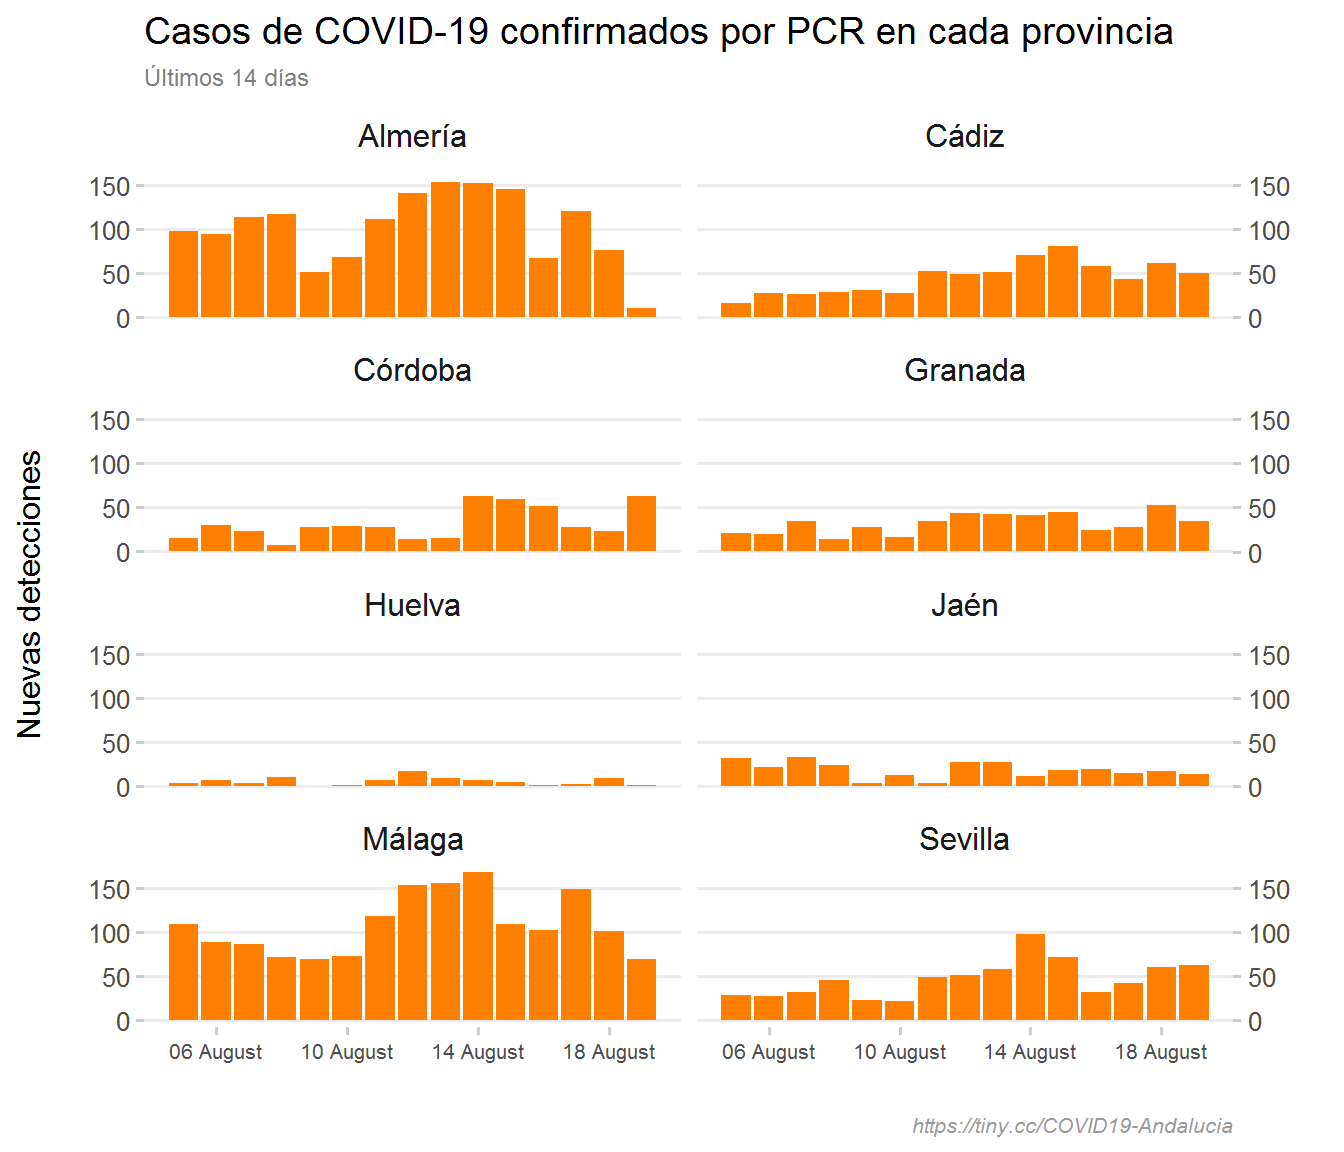 Casos de COVID-19 confirmados por PCR en cada provincia
Últimos 14 días
Nuevas detecciones
Almería
Cádiz
150
100
50
0
150
100
50
0
Córdoba
Granada
150
100
50
0
150
100
50
0
Huelva
Jaén
150
100
50
0
150
100
50
0
Málaga
Sevilla
150
100
50
0
150
100
50
0
06 August 10 August 14 August 18 August
06 August 10 August 14 August 18 August
https://tiny.cc/COVID19-Andalucia